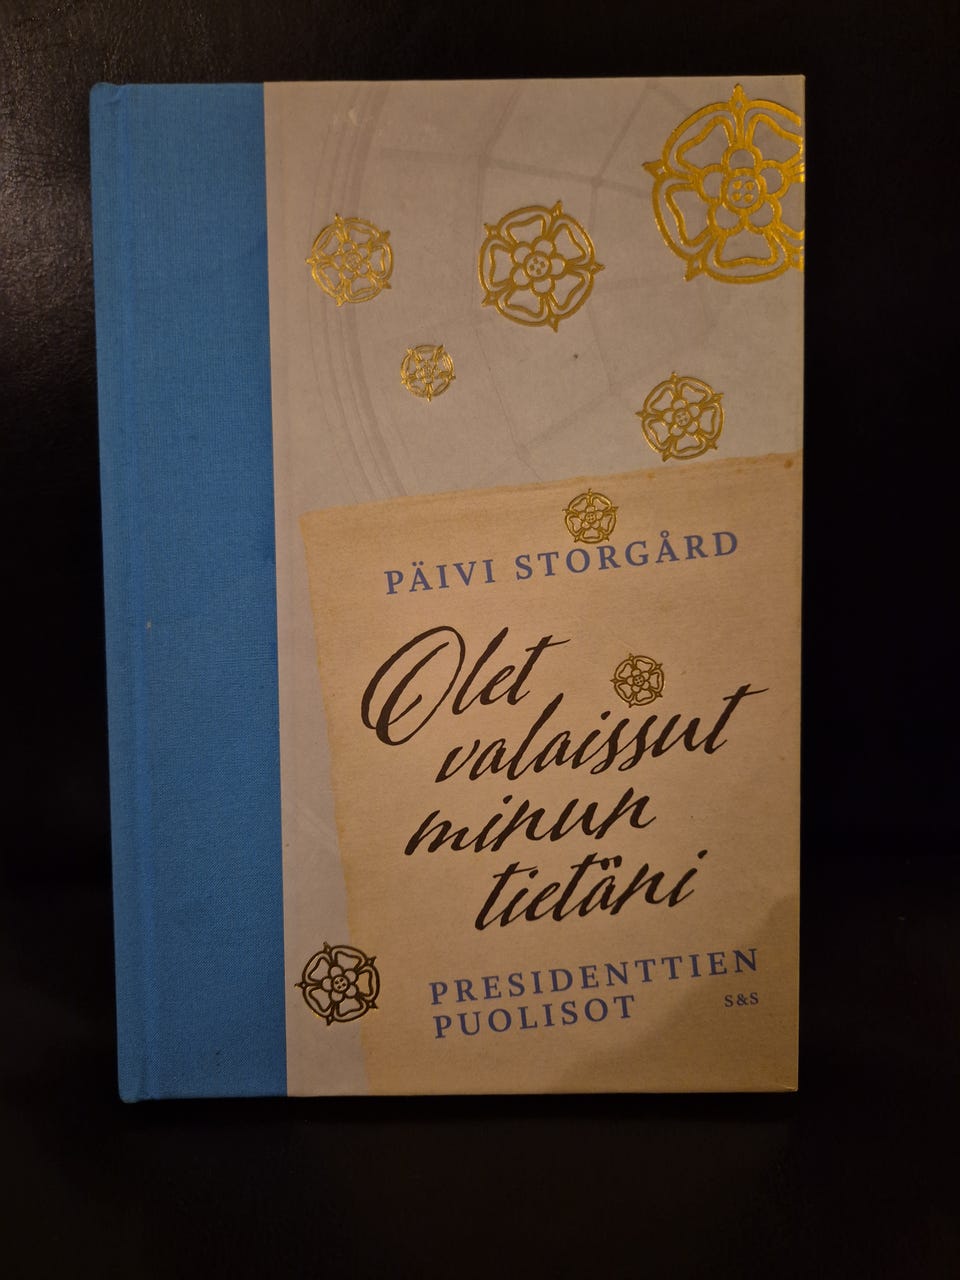 PÄIVI STORGÅRD
Olet
valaissut
minun
tietäni
PRESIDENTTIEN
PUOLISOT
S&S